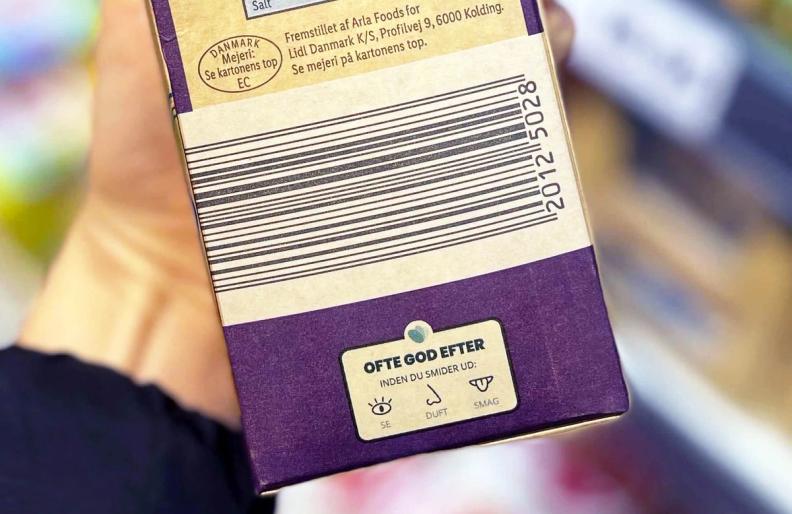 Salt
DANMARK
Mejeri:
Se kartonens top
EC
Fremstillet af Arla Foods for
Lidl Danmark K/S, Profilvej 9, 6000 Kolding.
Se mejeri på kartonens top.
2012 5028
OFTE GOD EFTER
INDEN DU SMIDER UD:
SE
DUFT
SMAG